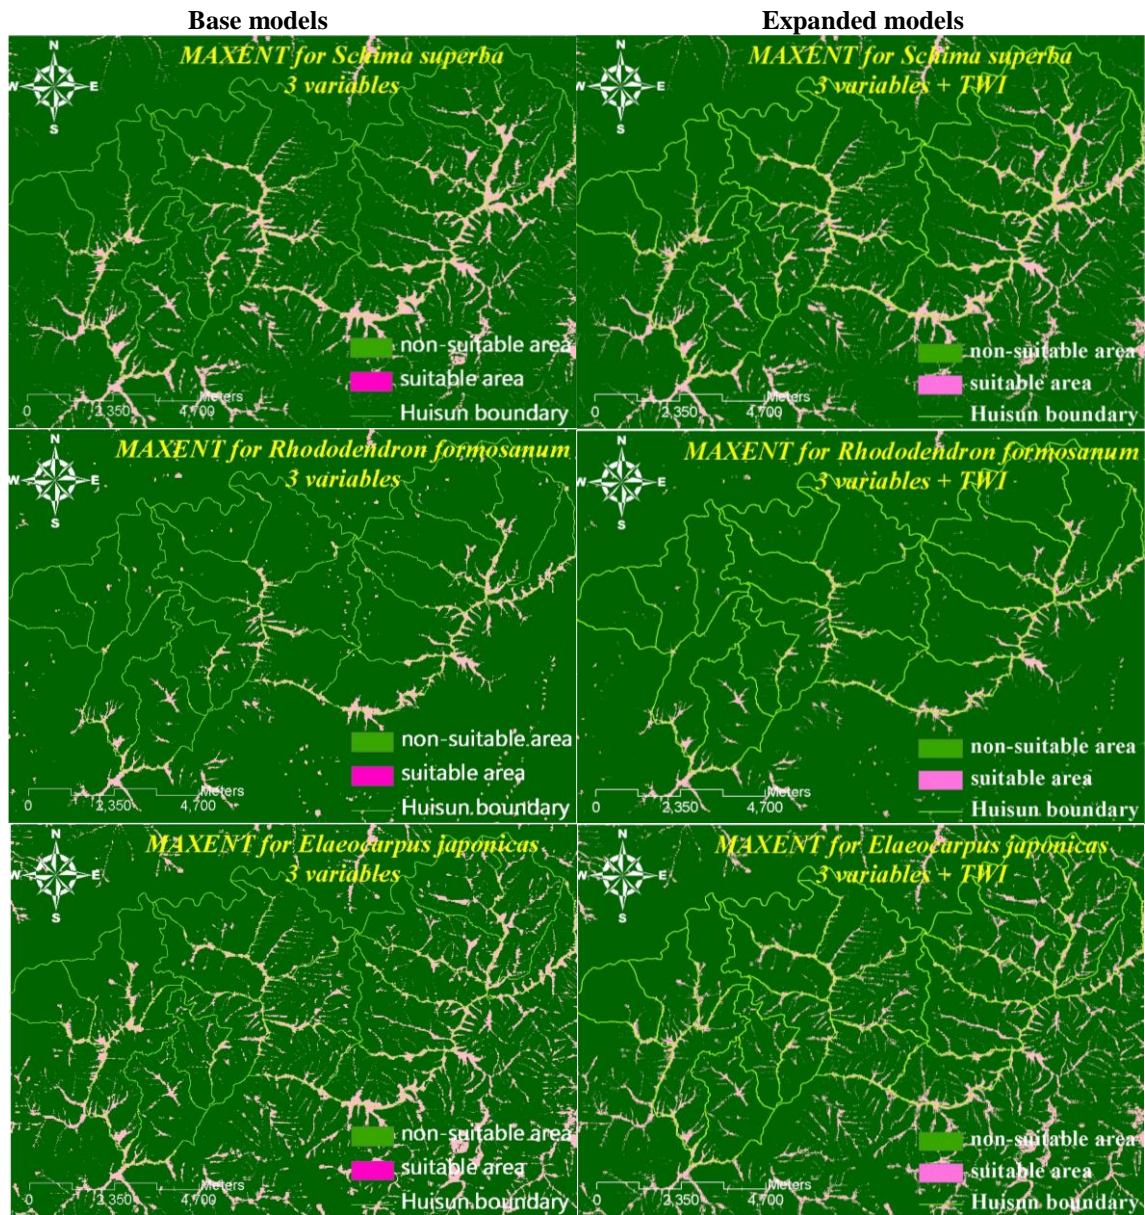 Base models
Expanded models
MAXENT for Schima superba
3 variables
N
W
E
S
non-suitable area
suitable area
Huisun boundary
0
2,350
4,700
Meters
MAXENT for Schima superba
3 variables + TWI
N
W
E
S
non-suitable area
suitable area
Huisun boundary
0
2,350
4,700
Meters
MAXENT for Rhododendron formosanum
3 variables
N
W
E
S
non-suitable area
suitable area
Huisun boundary
0
2,350
4,700
Meters
MAXENT for Rhododendron formosanum
3 variables + TWI
N
W
E
S
non-suitable area
suitable area
Huisun boundary
0
2,350
4,700
Meters
MAXENT for Elaeocarpus japonicas
3 variables
N
W
E
S
non-suitable area
suitable area
Huisun boundary
0
2,350
4,700
Meters
MAXENT for Elaeocarpus japonicas
3 variables + TWI
N
W
E
S
non-suitable area
suitable area
Huisun boundary
0
2,350
4,700
Meters